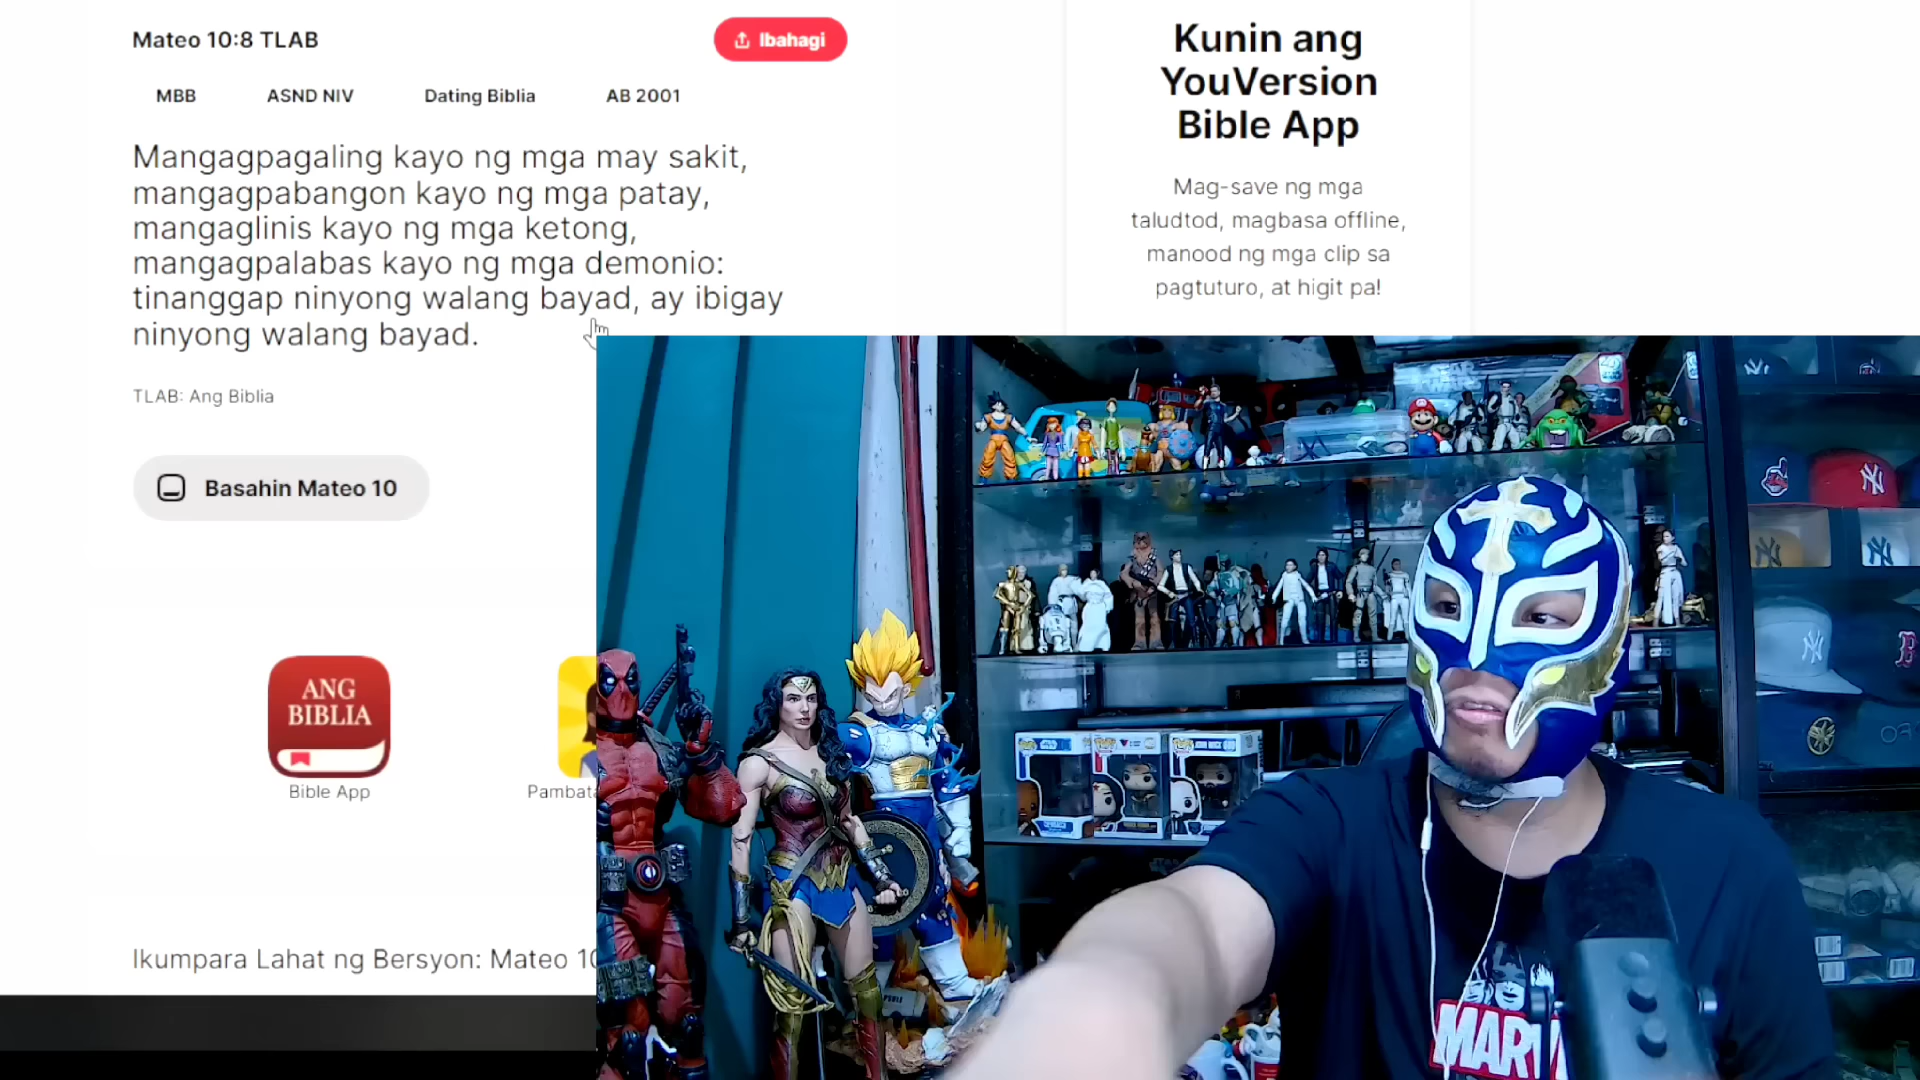 Mateo 10:8 TLAB
Ibahagi
MBB
ASND NIV
Dating Biblia
AB 2001
Mangagpagaling kayo ng mga may sakit,
mangagpabangon kayo ng mga patay,
mangaglinis kayo ng mga ketong,
mangagpalabas kayo ng mga demonio:
tinanggap ninyong walang bayad, ay ibigay
ninyong walang bayad.
TLAB: Ang Biblia
Basahin Mateo 10
ANG
BIBLIA
Bible App
Ikumpara Lahat ng Bersyon: Mateo
Kunin ang
YouVersion
Bible App
Mag-save ng mga
taludtod, magbasa offline,
manood ng mga clip sa
pagtuturo, at higit pa!